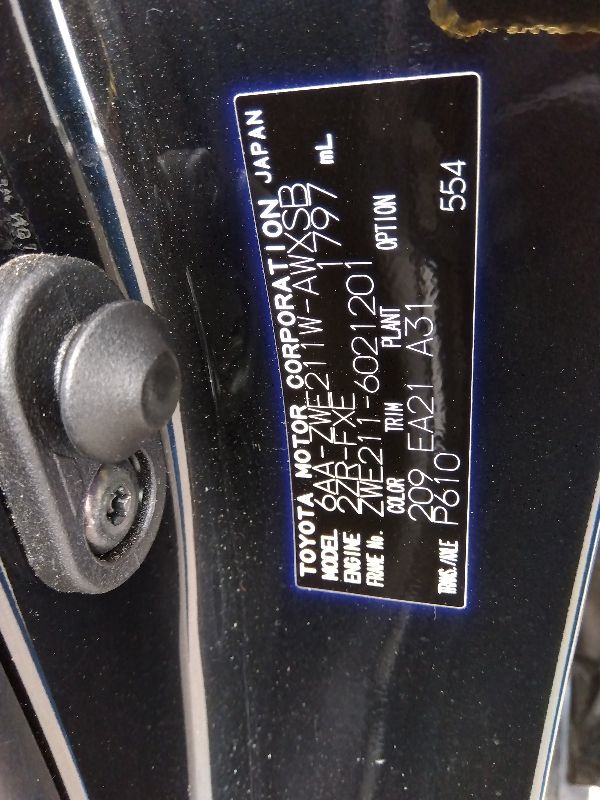 TOYOTA MOTOR CORPORATION JAPAN
MODEL 6AA-ZWE211W-AWXSB
ENGINE 2ZR-FXE 1797 mL
FRAME No. ZWE211-6021201
COLOR TRIM PLANT OPTION
209 EA21 A31
TRANS./AXLE P610 554